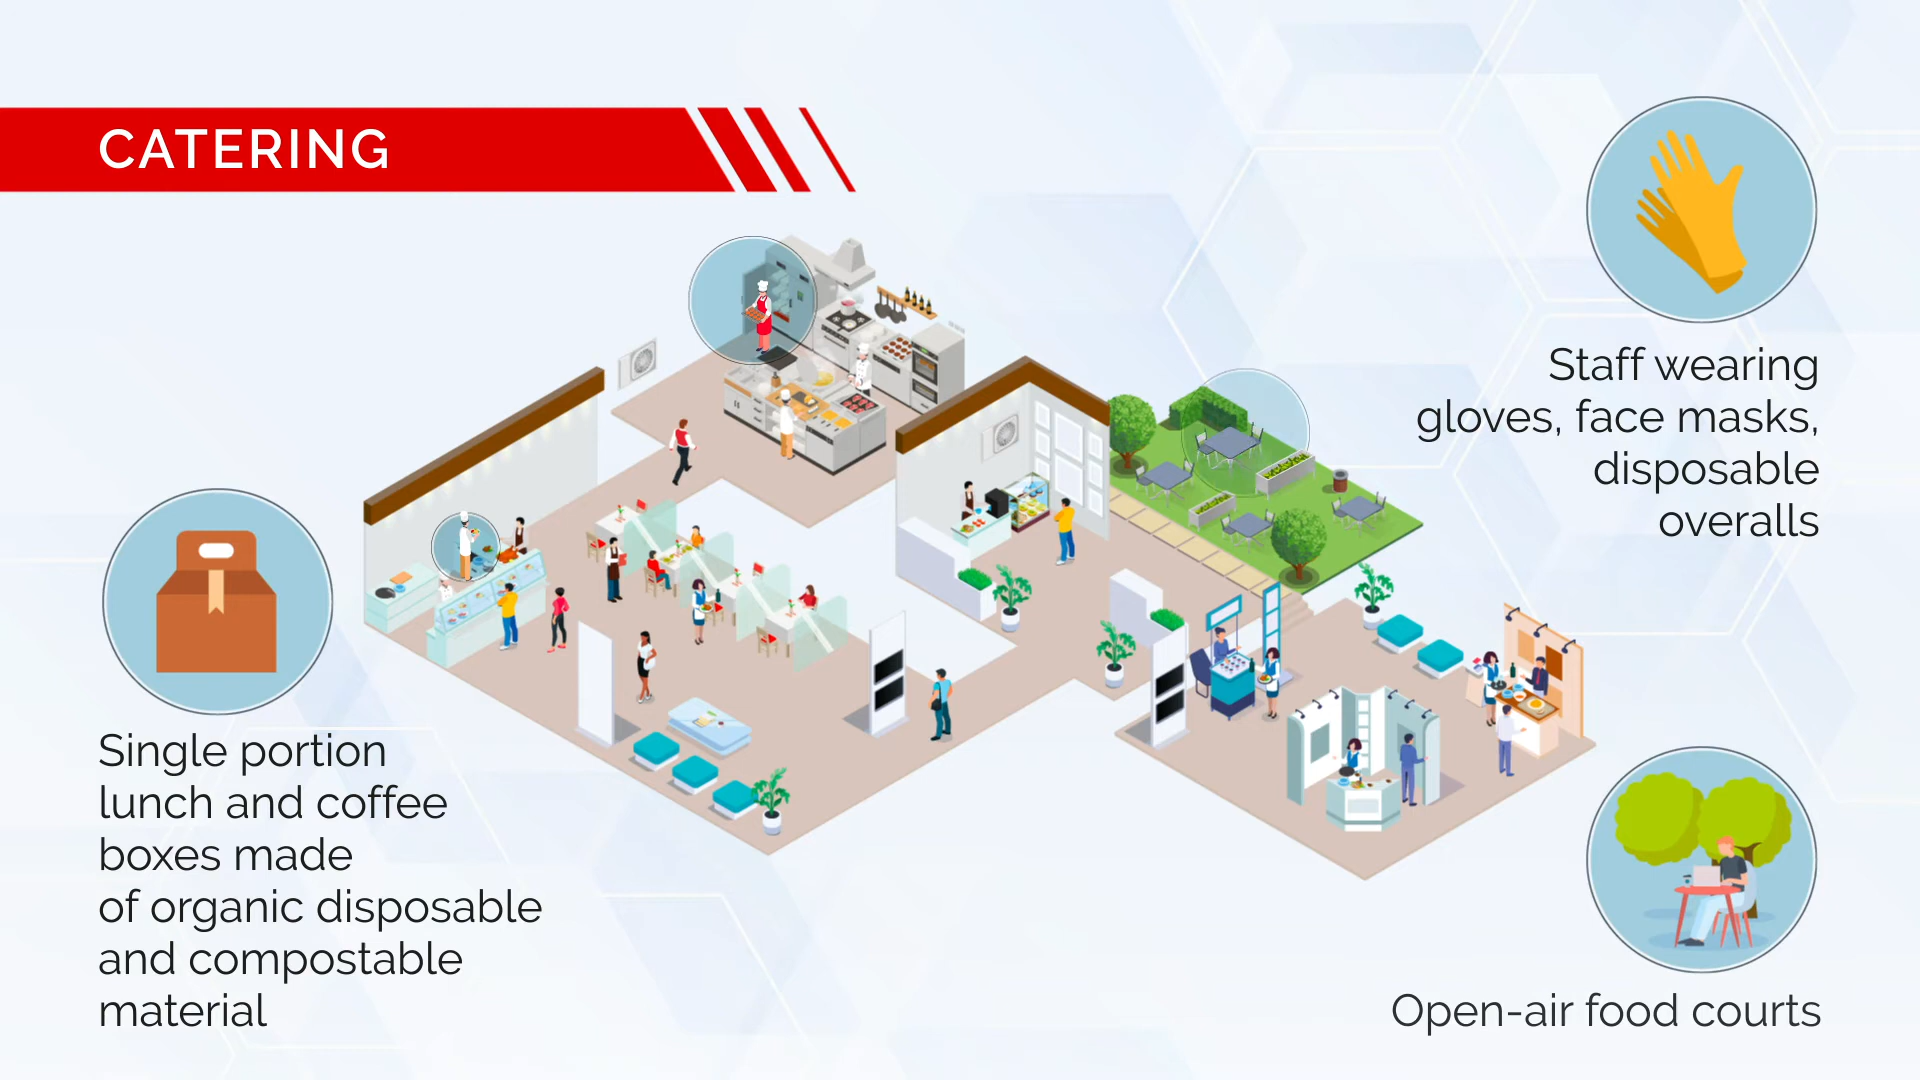 CATERING
Staff wearing
gloves, face masks,
disposable
overalls
Single portion
lunch and coffee
boxes made
of organic disposable
and compostable
material
Open-air food courts